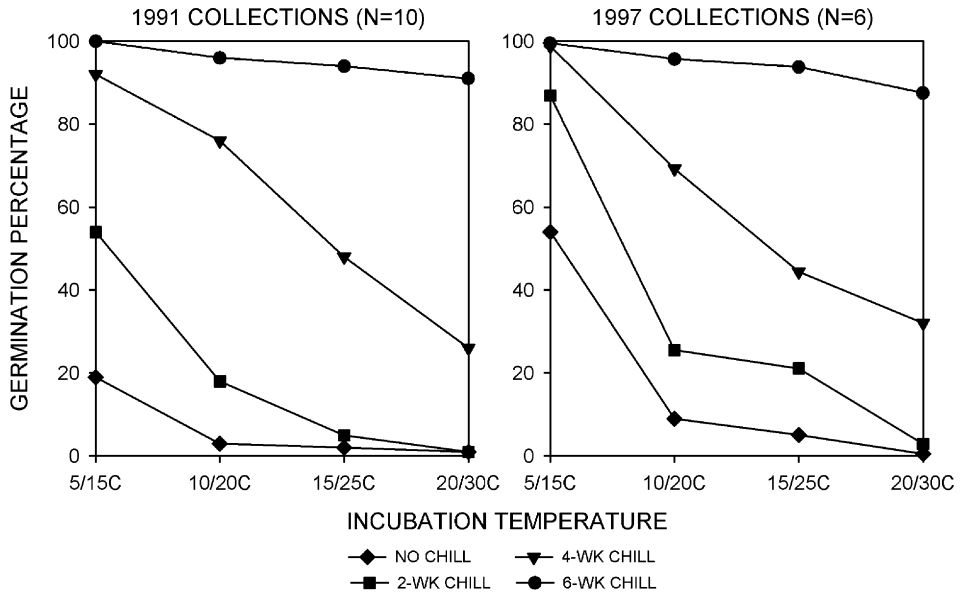 1991 COLLECTIONS (N=10)
1997 COLLECTIONS (N=6)
GERMINATION PERCENTAGE
100
80
60
40
20
0
5/15C 10/20C 15/25C 20/30C
100
80
60
40
20
0
5/15C 10/20C 15/25C 20/30C
INCUBATION TEMPERATURE
NO CHILL
4-WK CHILL
2-WK CHILL
6-WK CHILL